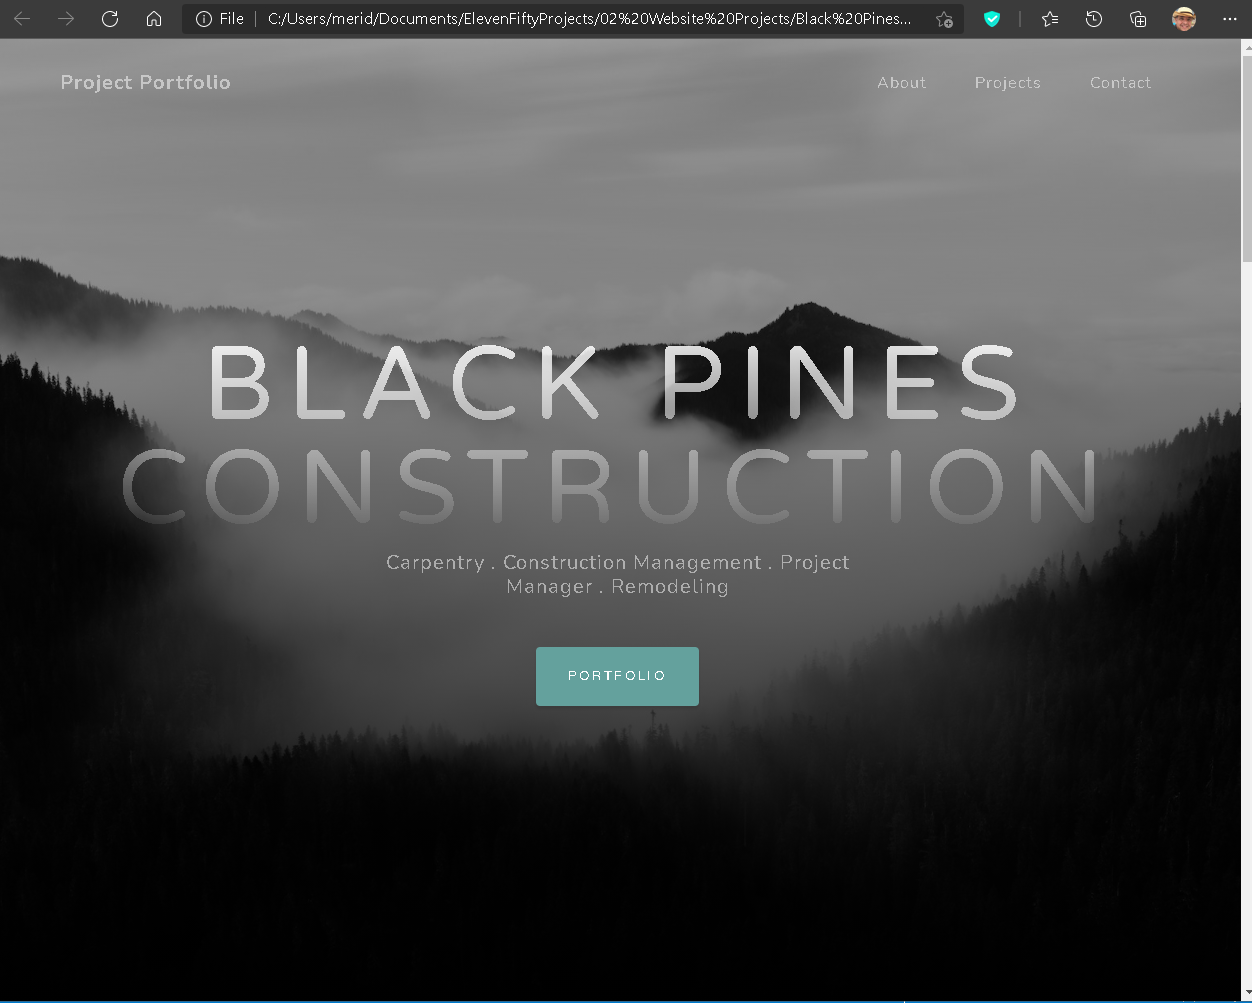 File C:/Users/merid/Documents/ElevenFiftyProjects/02%20Website%20Projects/Black%20Pines...
Project Portfolio About Projects Contact
BLACK PINES
CONSTRUCTION
Carpentry . Construction Management . Project
Manager . Remodeling
PORTFOLIO